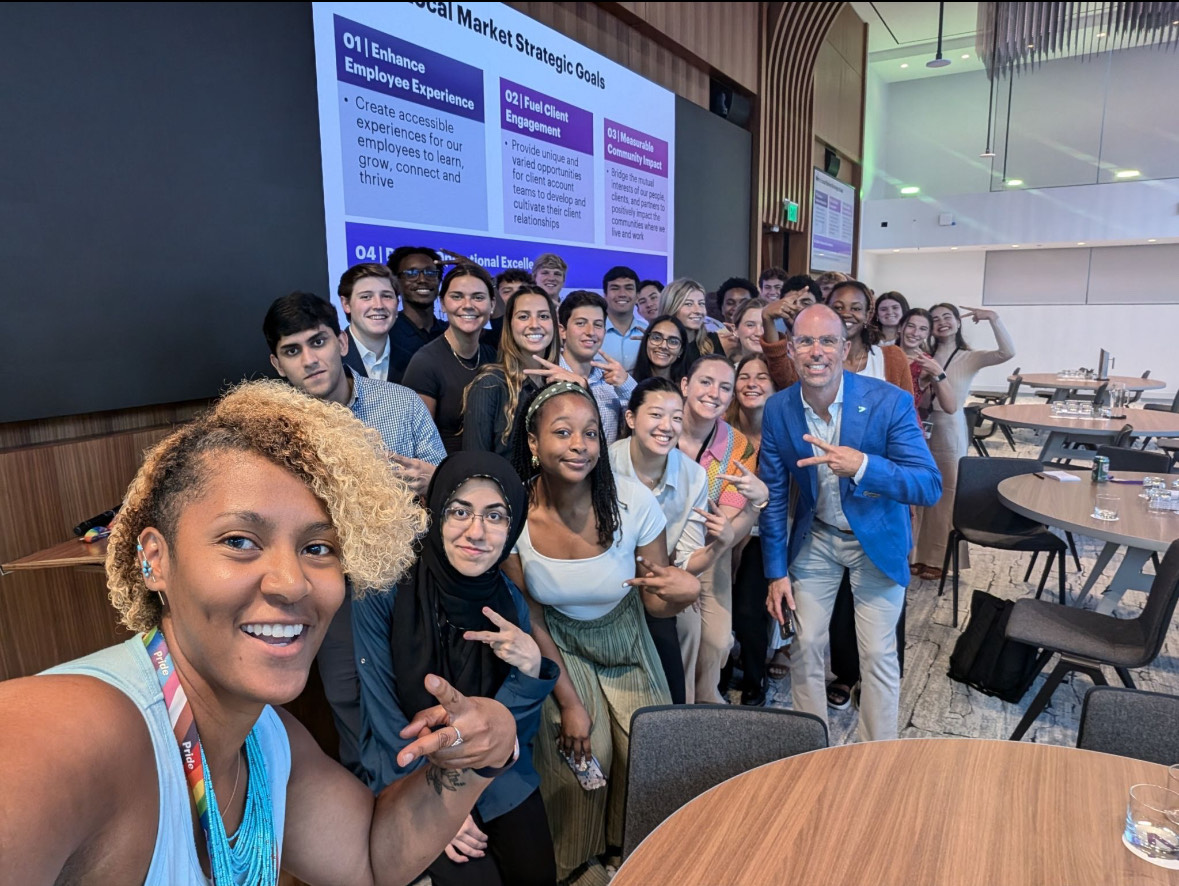 ocal Market Strategic Goals
01 | Enhance
Employee Experience
• Create accessible
experiences for our
employees to learn,
grow, connect and
thrive
02 | Fuel Client
Engagement
• Provide unique and
varied opportunities
for client account
teams to develop and
cultivate their client
relationships
03 | Measurable
Community Impact
• Bridge the mutual
interests of our people,
clients, and partners to
positively impact the
communities where we
live and work
04 |
Excelle
Pride
Pride